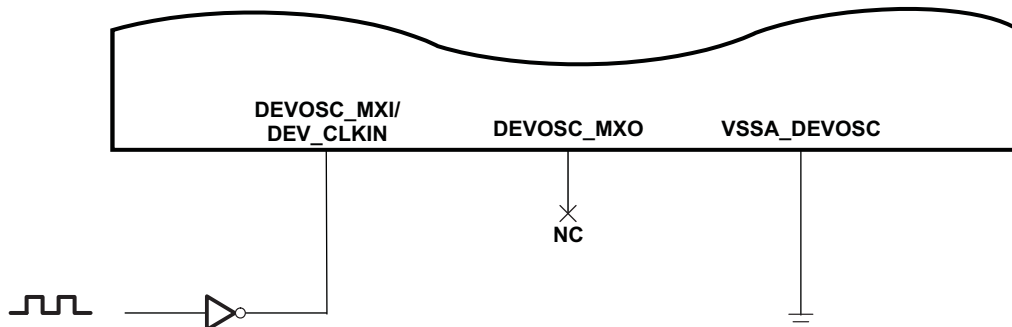 DEVOSC_MXI/
DEV_CLKIN
DEVOSC_MXO
VSSA_DEVOSC
NC